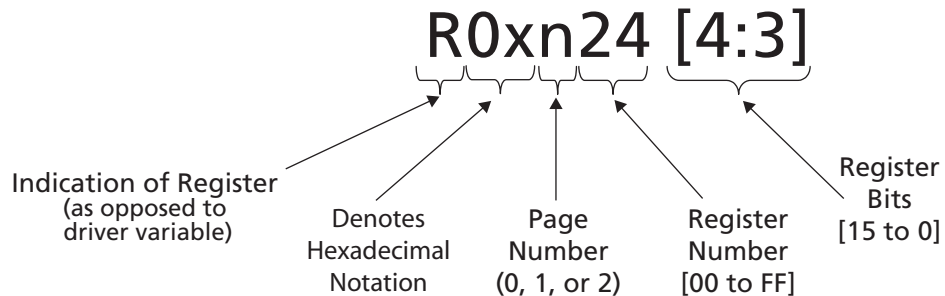 R0xn24 [4:3]
Indication of Register
(as opposed to
driver variable)
Denotes
Hexadecimal
Notation
Page
Number
(0, 1, or 2)
Register
Number
[00 to FF]
Register
Bits
[15 to 0]